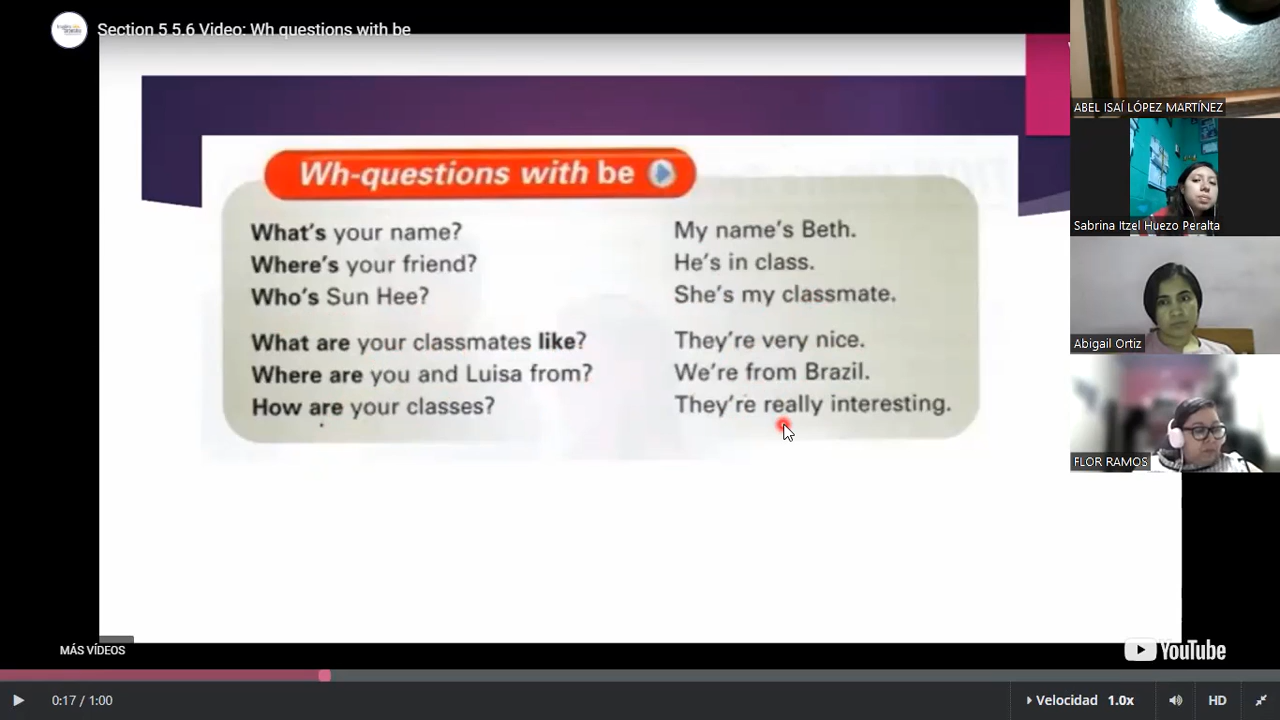 Section 5 5.6 Video: Wh questions with be
Wh-questions with be
What's your name?
My name's Beth.
Where's your friend?
He's in class.
Who's Sun Hee?
She's my classmate.
What are your classmates like?
They're very nice.
Where are you and Luisa from?
We're from Brazil.
How are your classes?
They're really interesting.
ABEL ISAÍ LÓPEZ MARTÍNEZ
Sabrina Itzel Huezo Peralta
Abigail Ortiz
FLOR RAMOS
MÁS VÍDEOS
YouTube
0:17 / 1:00
Velocidad 1.0x
HD